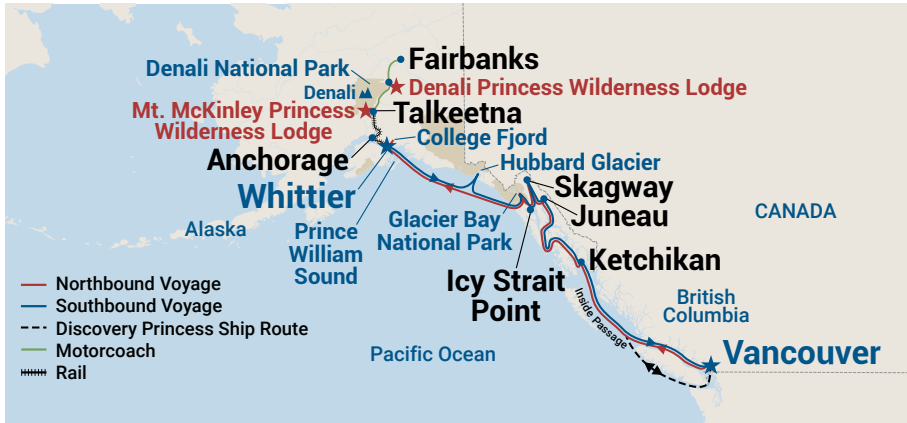 Fairbanks
Denali National Park
Denali Princess Wilderness Lodge
Denali
Mt. McKinley Princess
Wilderness Lodge
Talkeetna
College Fjord
Anchorage
Hubbard Glacier
Whittier
Skagway
Juneau
Alaska
Prince
William
Sound
Glacier Bay
National Park
CANADA
Icy Strait
Point
Ketchikan
Northbound Voyage
Southbound Voyage
Discovery Princess Ship Route
Motorcoach
Rail
Inside Passage
British
Columbia
Pacific Ocean
Vancouver